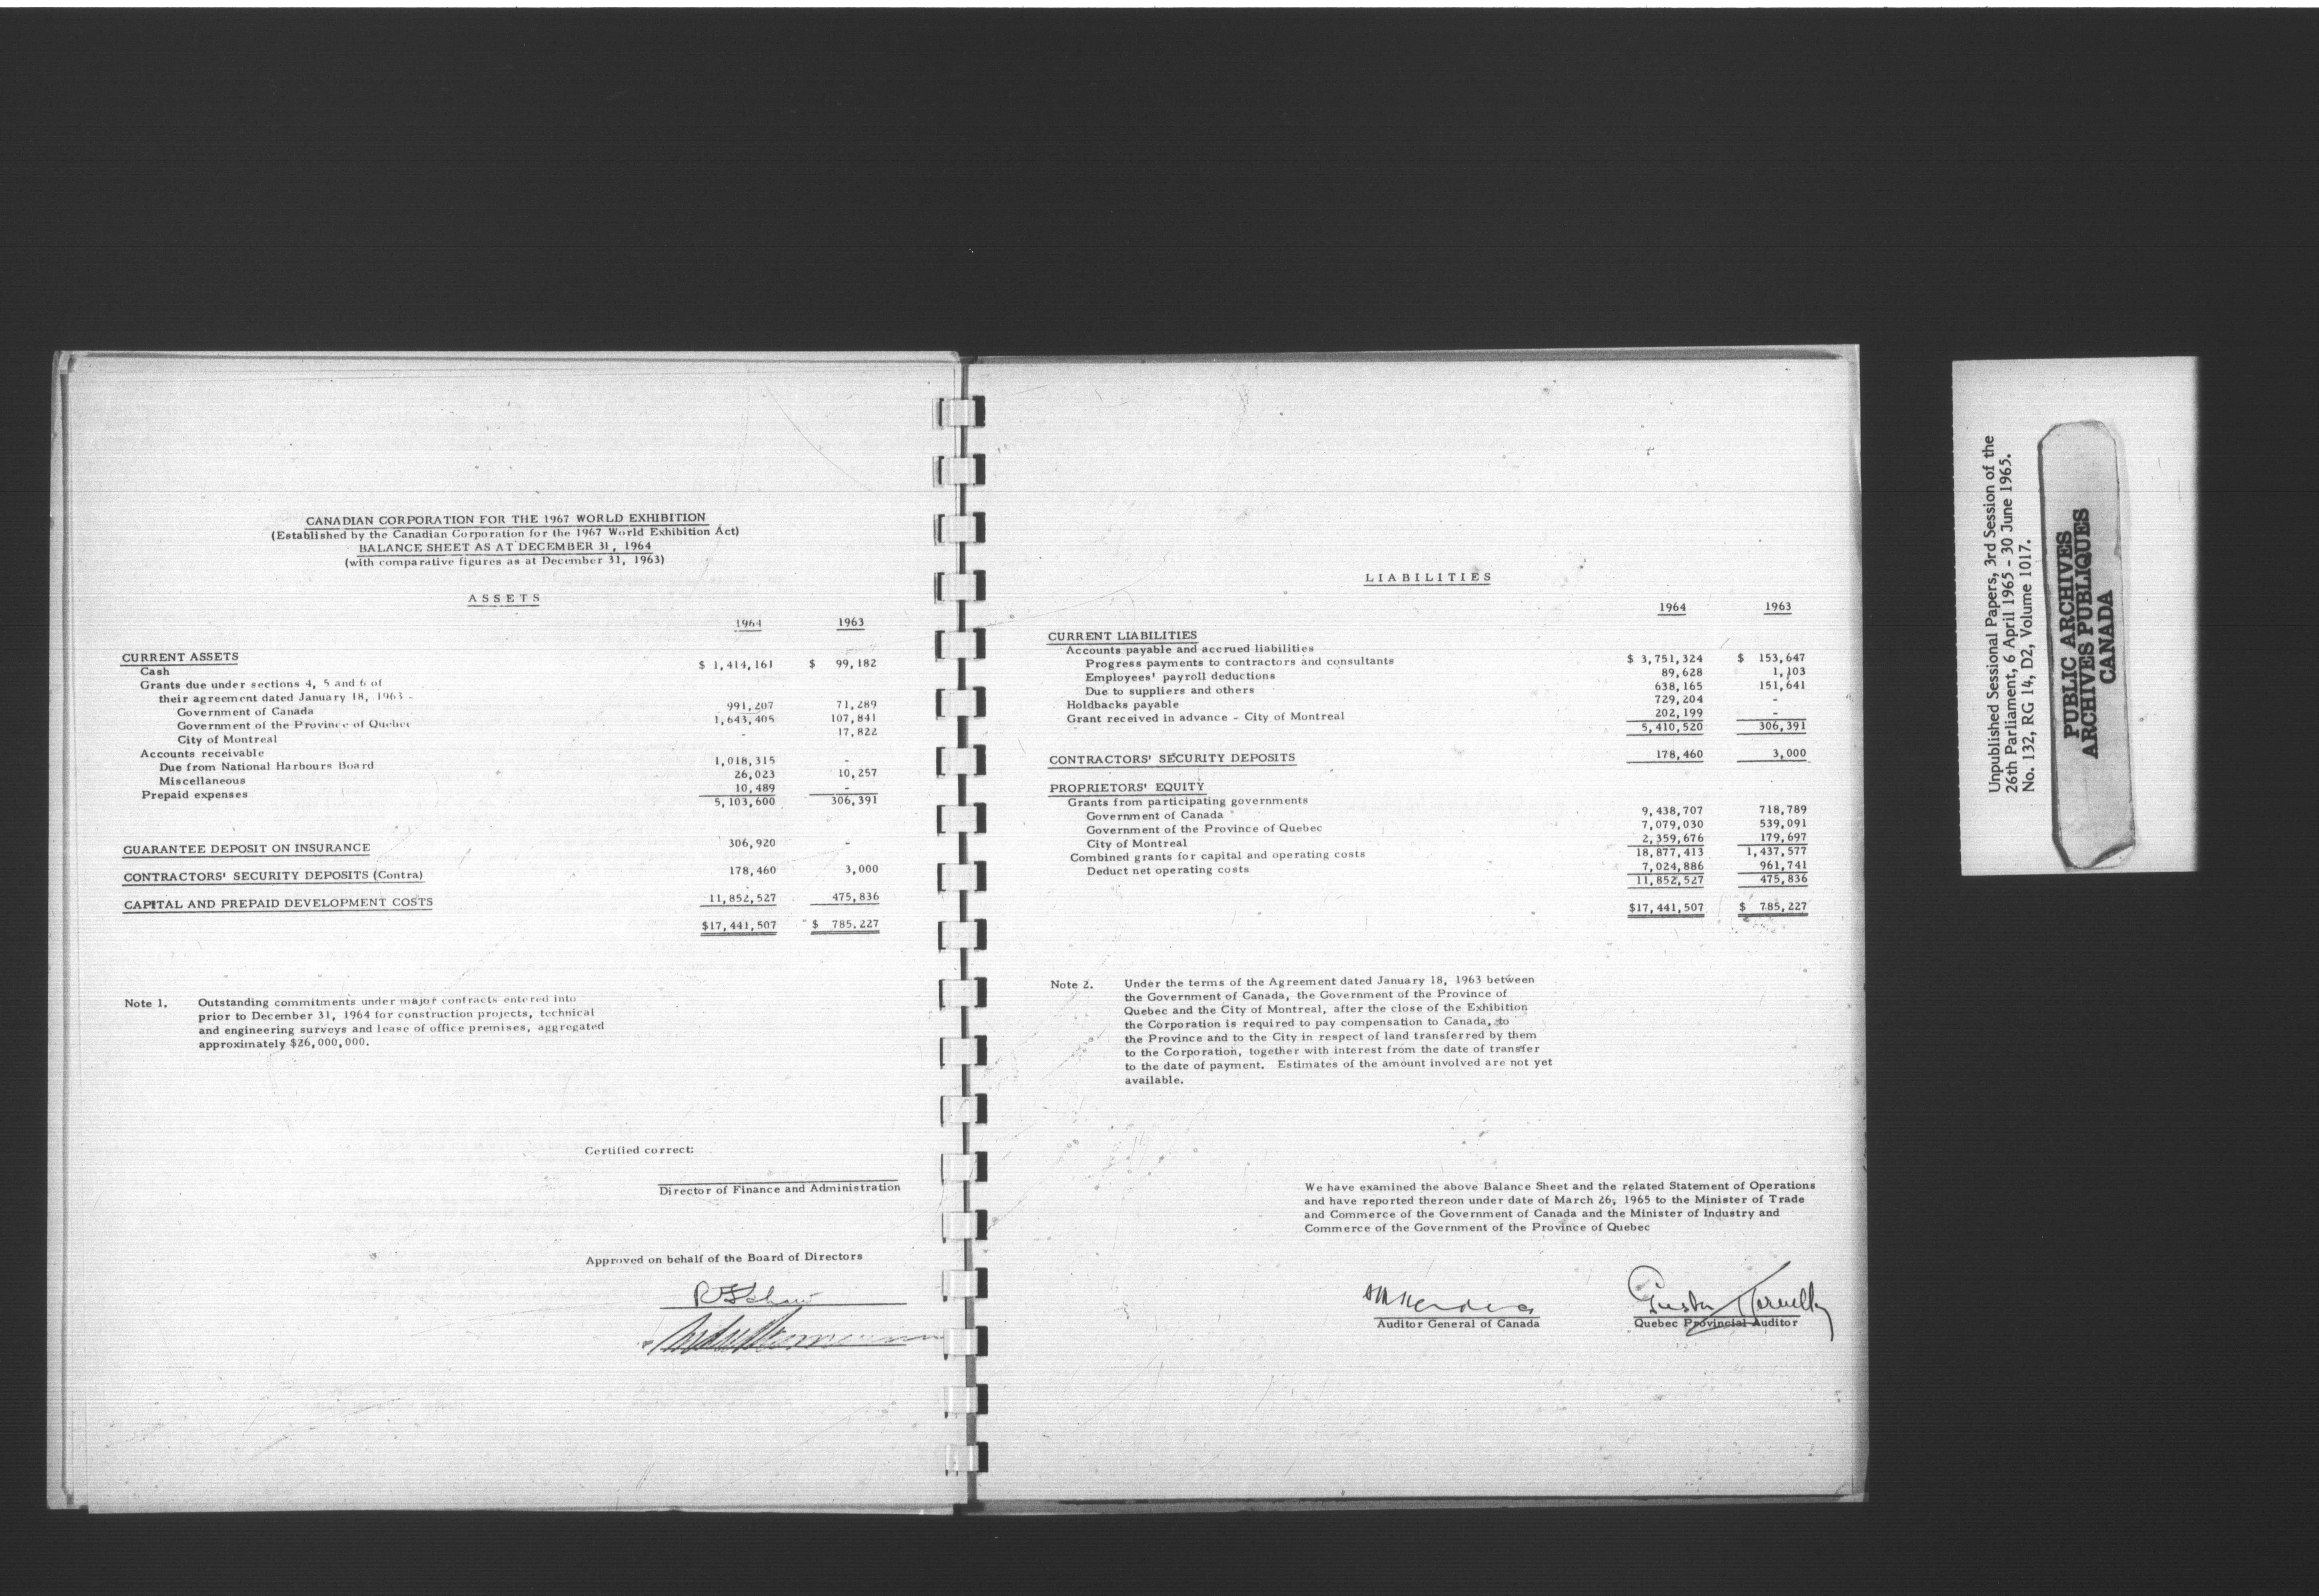 CANADIAN CORPORATION FOR THE 1967 WORLD EXHIBITION
(Established by the Canadian Corporation for the 1967 World Exhibition Act)
BALANCE SHEET AS AT DECEMBER 31, 1964
(with comparative figures as at December 31, 1963)
ASSETS
1964 1963
CURRENT ASSETS
Cash $ 1,414,161 $ 99,182
Grants due under sections 4, 5 and 6 of
their agreement dated January 18, 1963 -
Government of Canada 991,207 71,289
Government of the Province of Quebec 1,643,405 107,841
City of Montreal - 17,822
Accounts receivable
Due from National Harbours Board 1,018,315 -
Miscellaneous 26,023 10,257
Prepaid expenses 10,489 -
5,103,600 306,391
GUARANTEE DEPOSIT ON INSURANCE 306,920 -
CONTRACTORS' SECURITY DEPOSITS (Contra) 178,460 3,000
CAPITAL AND PREPAID DEVELOPMENT COSTS 11,852,527 475,836
$17,441,507 $ 785,227
Note 1. Outstanding commitments under major contracts entered into
prior to December 31, 1964 for construction projects, technical
and engineering surveys and lease of office premises, aggregated
approximately $26,000,000.
Certified correct:
Director of Finance and Administration
Approved on behalf of the Board of Directors
LIABILITIES
1964 1963
CURRENT LIABILITIES
Accounts payable and accrued liabilities
Progress payments to contractors and consultants $ 3,751,324 $ 153,647
Employees' payroll deductions 89,628 1,103
Due to suppliers and others 638,165 151,641
Holdbacks payable 729,204 -
Grant received in advance - City of Montreal 202,199 -
5,410,520 306,391
CONTRACTORS' SECURITY DEPOSITS 178,460 3,000
PROPRIETORS' EQUITY
Grants from participating governments
Government of Canada 9,438,707 718,789
Government of the Province of Quebec 7,079,030 539,091
City of Montreal 2,359,676 179,697
Combined grants for capital and operating costs 18,877,413 1,437,577
Deduct net operating costs 7,024,886 961,741
11,852,527 475,836
$17,441,507 $ 785,227
Note 2. Under the terms of the Agreement dated January 18, 1963 between
the Government of Canada, the Government of the Province of
Quebec and the City of Montreal, after the close of the Exhibition
the Corporation is required to pay compensation to Canada, to
the Province and to the City in respect of land transferred by them
to the Corporation, together with interest from the date of transfer
to the date of payment. Estimates of the amount involved are not yet
available.
We have examined the above Balance Sheet and the related Statement of Operations
and have reported thereon under date of March 26, 1965 to the Minister of Trade
and Commerce of the Government of Canada and the Minister of Industry and
Commerce of the Government of the Province of Quebec
Auditor General of Canada
Quebec Provincial Auditor
Unpublished Sessional Papers, 3rd Session of the
26th Parliament, 6 April 1965 - 30 June 1965.
No. 132, RG 14, D2, Volume 1017.
PUBLIC ARCHIVES
ARCHIVES PUBLIQUES
CANADA